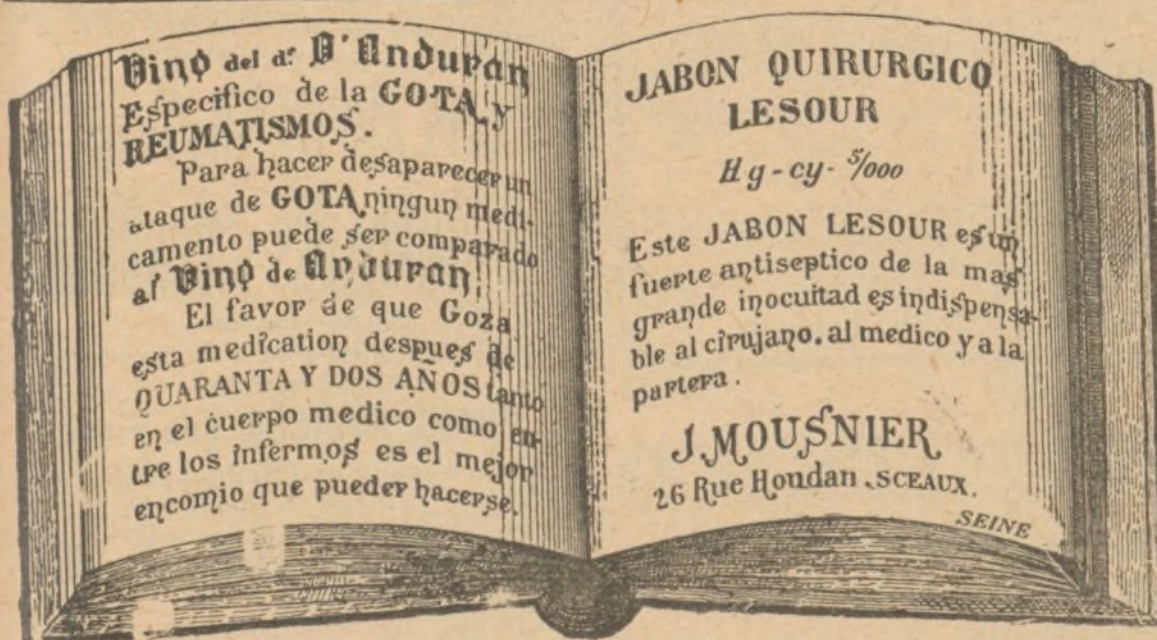 Vino del d.r D'Anduran
Especifico de la GOTA y
REUMATISMOS.
Para hacer desaparecer un
ataque de GOTA ningun medi-
camento puede ser comparado
al Vino de Anduran.
El favor de que Goza
esta medication despues de
QUARANTA Y DOS AÑOS tanto
en el cuerpo medico como en-
tre los infermos es el mejor
encomio que pueder hacerse.
JABON QUIRURGICO
LESOUR
Hg-cy- 5/000
Este JABON LESOUR es un
fuerte antiseptico de la mas
grande inocuitad es indispensa-
ble al cirujano, al medico y a la
partera.
J. MOUSNIER
26 Rue Houdan, SCEAUX.
SEINE